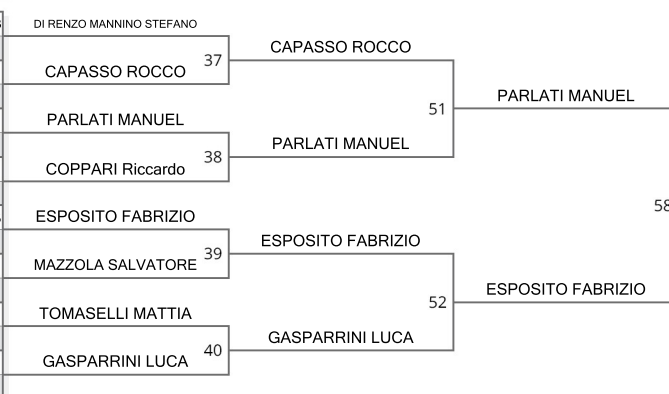 DI RENZO MANNINO STEFANO
37
CAPASSO ROCCO
CAPASSO ROCCO
51
PARLATI MANUEL
PARLATI MANUEL
38
COPPARI Riccardo
PARLATI MANUEL
58
ESPOSITO FABRIZIO
39
MAZZOLA SALVATORE
ESPOSITO FABRIZIO
52
ESPOSITO FABRIZIO
TOMASELLI MATTIA
40
GASPARRINI LUCA
GASPARRINI LUCA